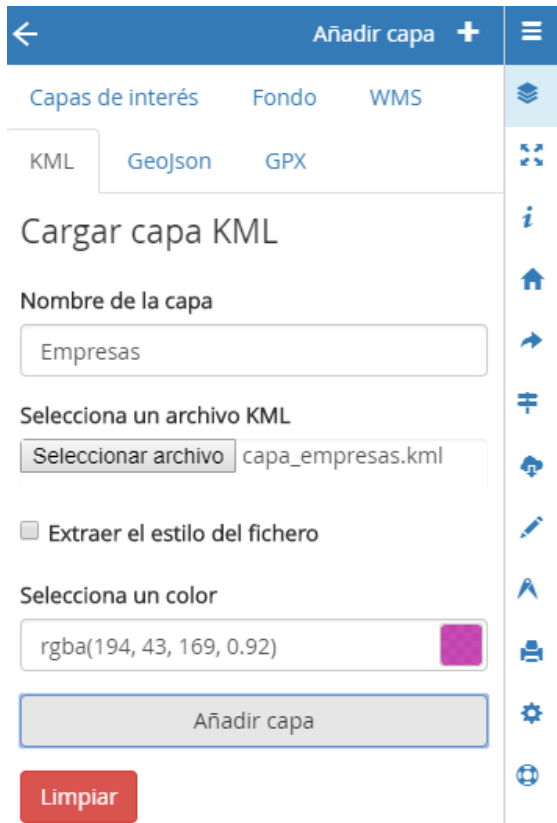 Añadir capa
Capas de interés Fondo WMS
KML GeoJson GPX
Cargar capa KML
Nombre de la capa
Empresas
Selecciona un archivo KML
Seleccionar archivo capa_empresas.kml
Extraer el estilo del fichero
Selecciona un color
rgba(194, 43, 169, 0.92)
Añadir capa
Limpiar